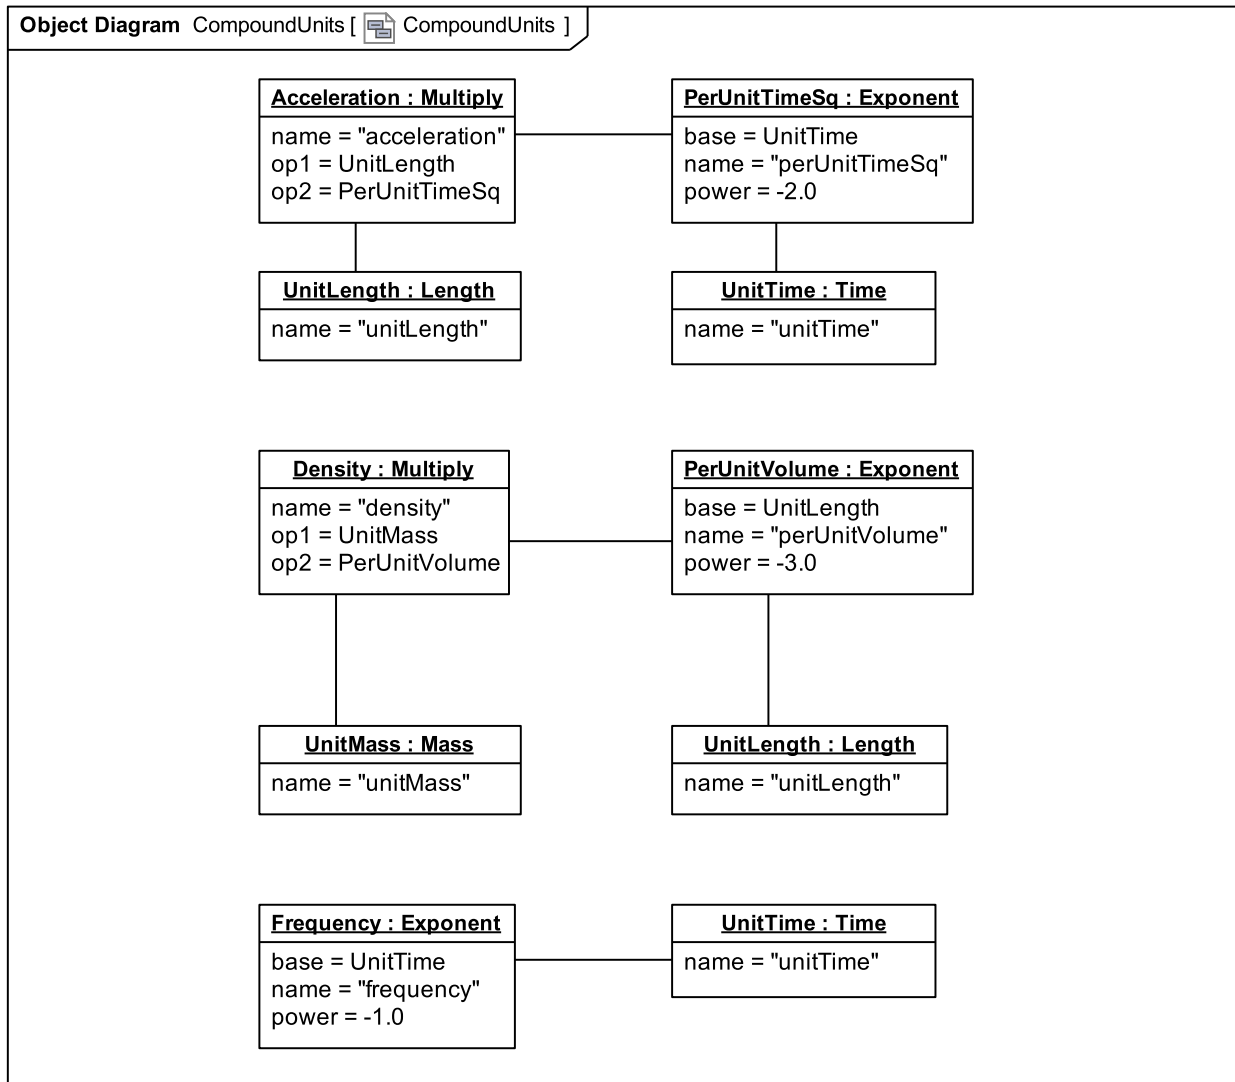 Object Diagram CompoundUnits [ CompoundUnits ]
Acceleration : Multiply
name = "acceleration"
op1 = UnitLength
op2 = PerUnitTimeSq
PerUnitTimeSq : Exponent
base = UnitTime
name = "perUnitTimeSq"
power = -2.0
UnitLength : Length
name = "unitLength"
UnitTime : Time
name = "unitTime"
Density : Multiply
name = "density"
op1 = UnitMass
op2 = PerUnitVolume
PerUnitVolume : Exponent
base = UnitLength
name = "perUnitVolume"
power = -3.0
UnitMass : Mass
name = "unitMass"
UnitLength : Length
name = "unitLength"
Frequency : Exponent
base = UnitTime
name = "frequency"
power = -1.0
UnitTime : Time
name = "unitTime"